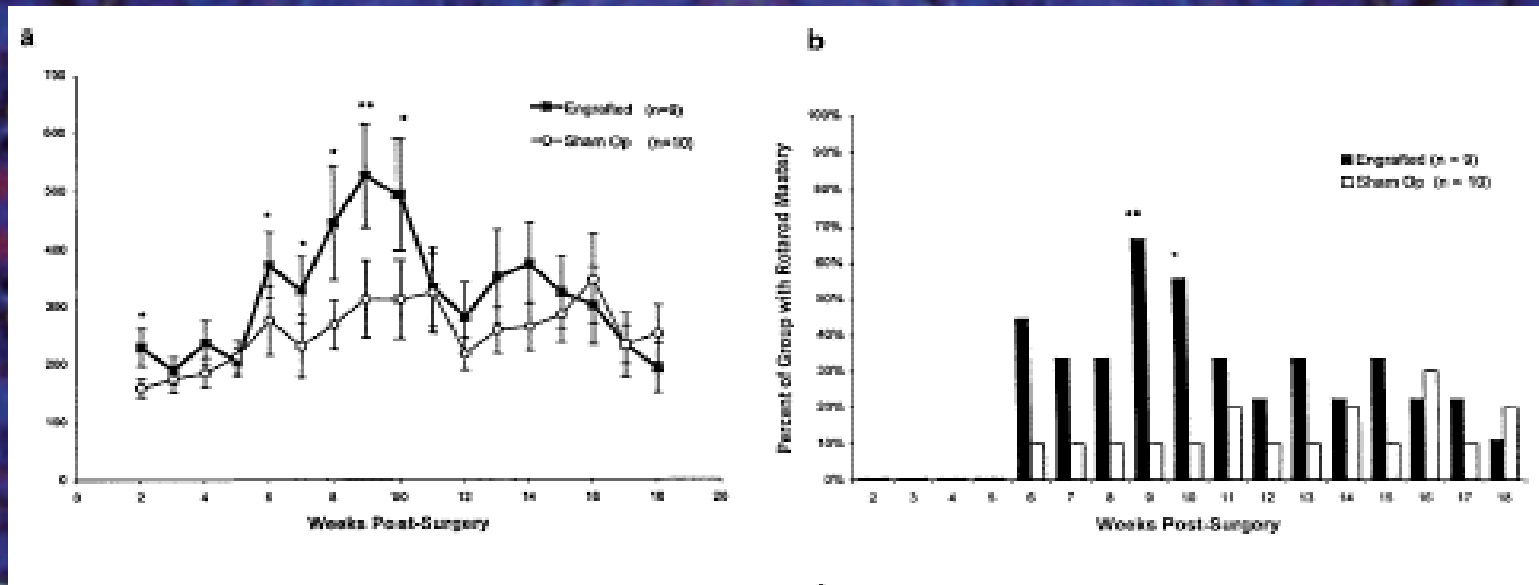 a
700
600
500
400
300
200
100
0
0 2 4 6 8 10 12 14 16 18 20
Weeks Post-Surgery
Engrafted (n=9)
Sham Op (n=10)
*
*
*
*
**
*
b
Percent of Group with Rotarod Mastery
100%
90%
80%
70%
60%
50%
40%
30%
20%
10%
0%
2 3 4 5 6 7 8 9 10 11 12 13 14 15 16 17 18
Weeks Post-Surgery
Engrafted (n = 9)
Sham Op (n = 10)
**
*